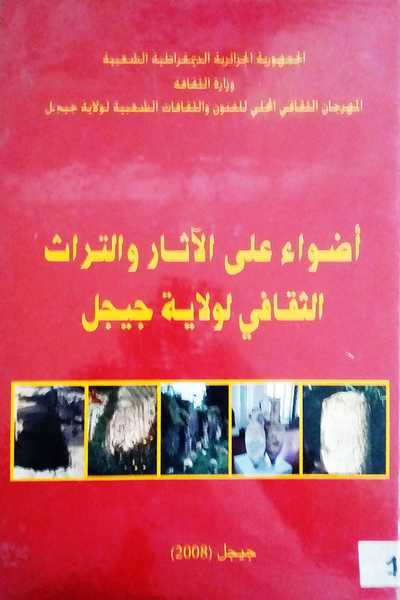 الجمهورية الجزائرية الديمقراطية الشعبية
وزارة الثقافة
المهرجان الثقافي المحلي للفنون والثقافات الشعبية لولاية جيجل
أضواء على الآثار والتراث
الثقافي لولاية جيجل
جيجل (2008)
1